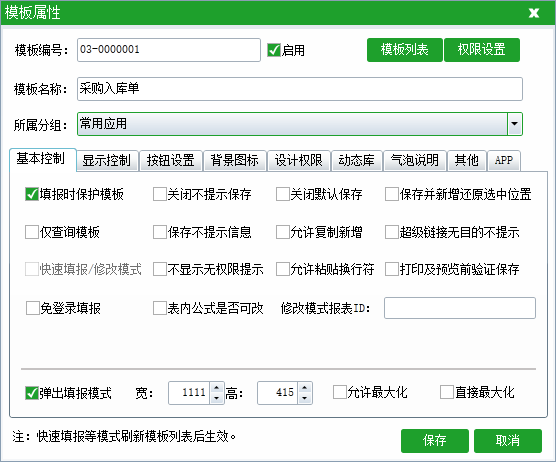 模板属性
模板编号: 03-0000001 启用 模板列表 权限设置
模板名称: 采购入库单
所属分组: 常用应用
基本控制 显示控制 按钮设置 背景图标 设计权限 动态库 气泡说明 其他 APP
填报时保护模板 关闭不提示保存 关闭默认保存 保存并新增还原选中位置
仅查询模板 保存不提示信息 允许复制新增 超级链接无目的不提示
快速填报/修改模式 不显示无权限提示 允许粘贴换行符 打印及预览前验证保存
免登录填报 表内公式是否可改 修改模式报表ID:
弹出填报模式 宽: 1111 高: 415 允许最大化 直接最大化
注: 快速填报等模式刷新模板列表后生效。 保存 取消